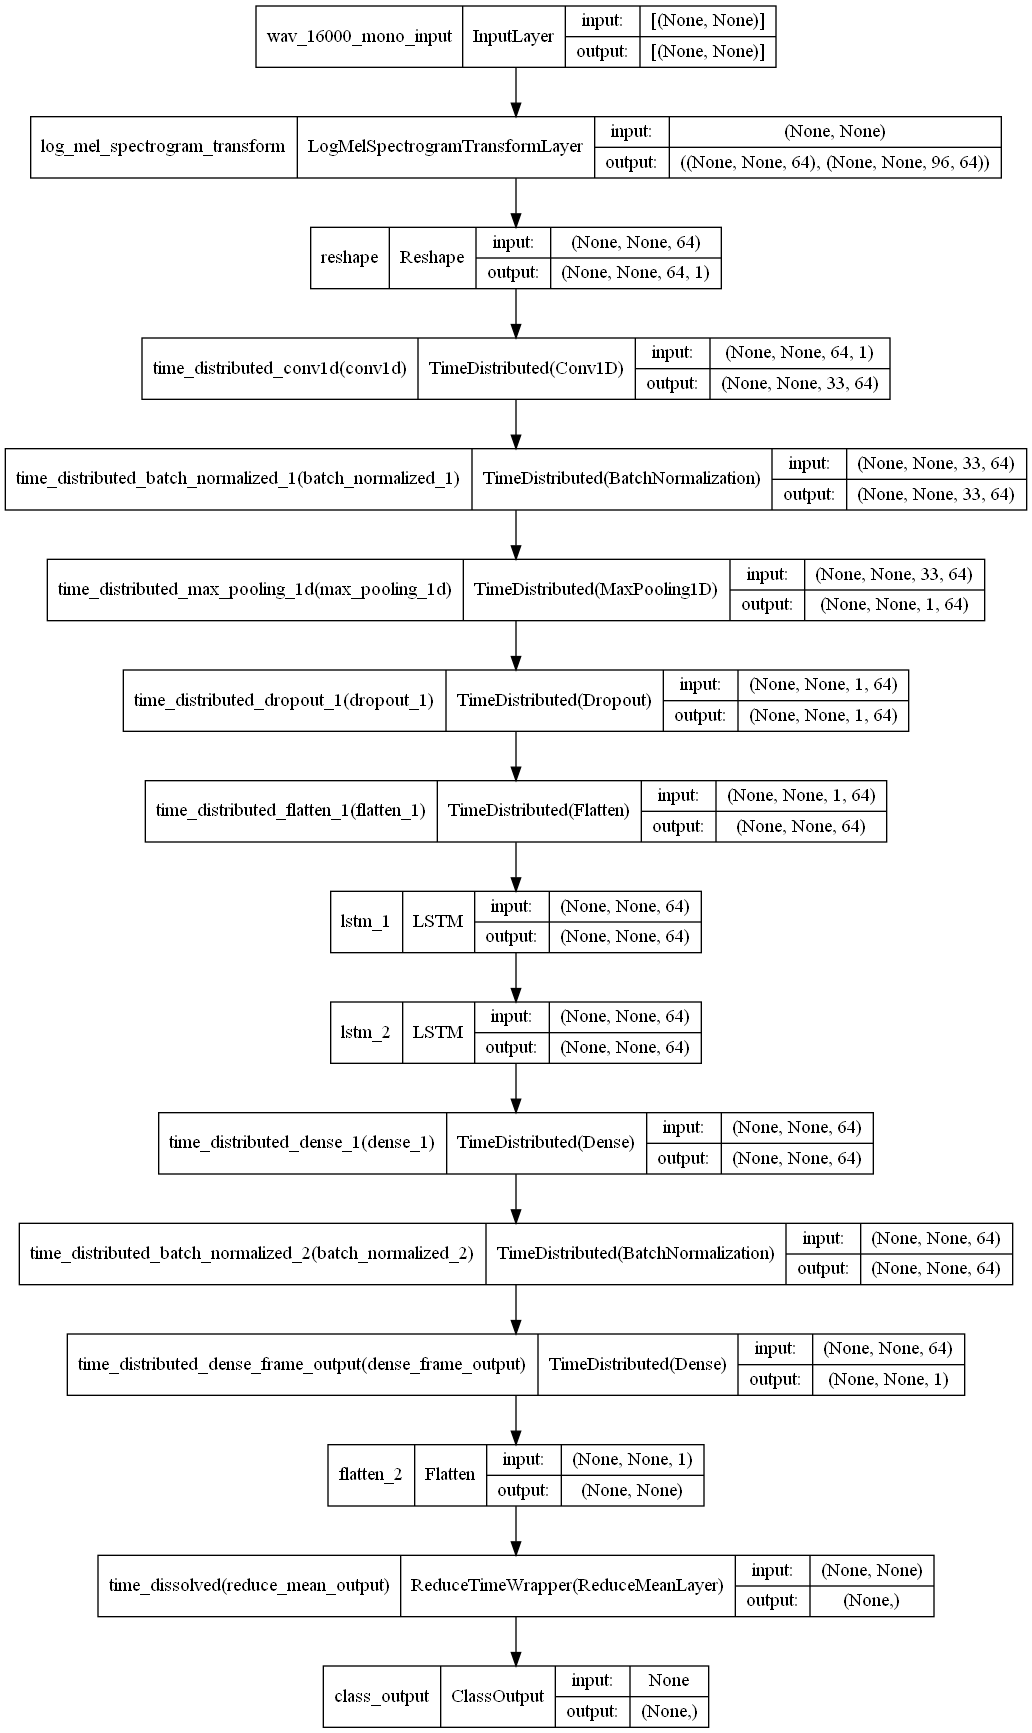 wav_16000_mono_input InputLayer input: [(None, None)]
output: [(None, None)]
log_mel_spectrogram_transform LogMelSpectrogramTransformLayer input: (None, None)
output: ((None, None, 64), (None, None, 96, 64))
reshape Reshape input: (None, None, 64)
output: (None, None, 64, 1)
time_distributed_conv1d(conv1d) TimeDistributed(Conv1D) input: (None, None, 64, 1)
output: (None, None, 33, 64)
time_distributed_batch_normalized_1(batch_normalized_1) TimeDistributed(BatchNormalization) input: (None, None, 33, 64)
output: (None, None, 33, 64)
time_distributed_max_pooling_1d(max_pooling_1d) TimeDistributed(MaxPooling1D) input: (None, None, 33, 64)
output: (None, None, 1, 64)
time_distributed_dropout_1(dropout_1) TimeDistributed(Dropout) input: (None, None, 1, 64)
output: (None, None, 1, 64)
time_distributed_flatten_1(flatten_1) TimeDistributed(Flatten) input: (None, None, 1, 64)
output: (None, None, 64)
lstm_1 LSTM input: (None, None, 64)
output: (None, None, 64)
lstm_2 LSTM input: (None, None, 64)
output: (None, None, 64)
time_distributed_dense_1(dense_1) TimeDistributed(Dense) input: (None, None, 64)
output: (None, None, 64)
time_distributed_batch_normalized_2(batch_normalized_2) TimeDistributed(BatchNormalization) input: (None, None, 64)
output: (None, None, 64)
time_distributed_dense_frame_output(dense_frame_output) TimeDistributed(Dense) input: (None, None, 64)
output: (None, None, 1)
flatten_2 Flatten input: (None, None, 1)
output: (None, None)
time_dissolved(reduce_mean_output) ReduceTimeWrapper(ReduceMeanLayer) input: (None, None)
output: (None,)
class_output ClassOutput input: None
output: (None,)